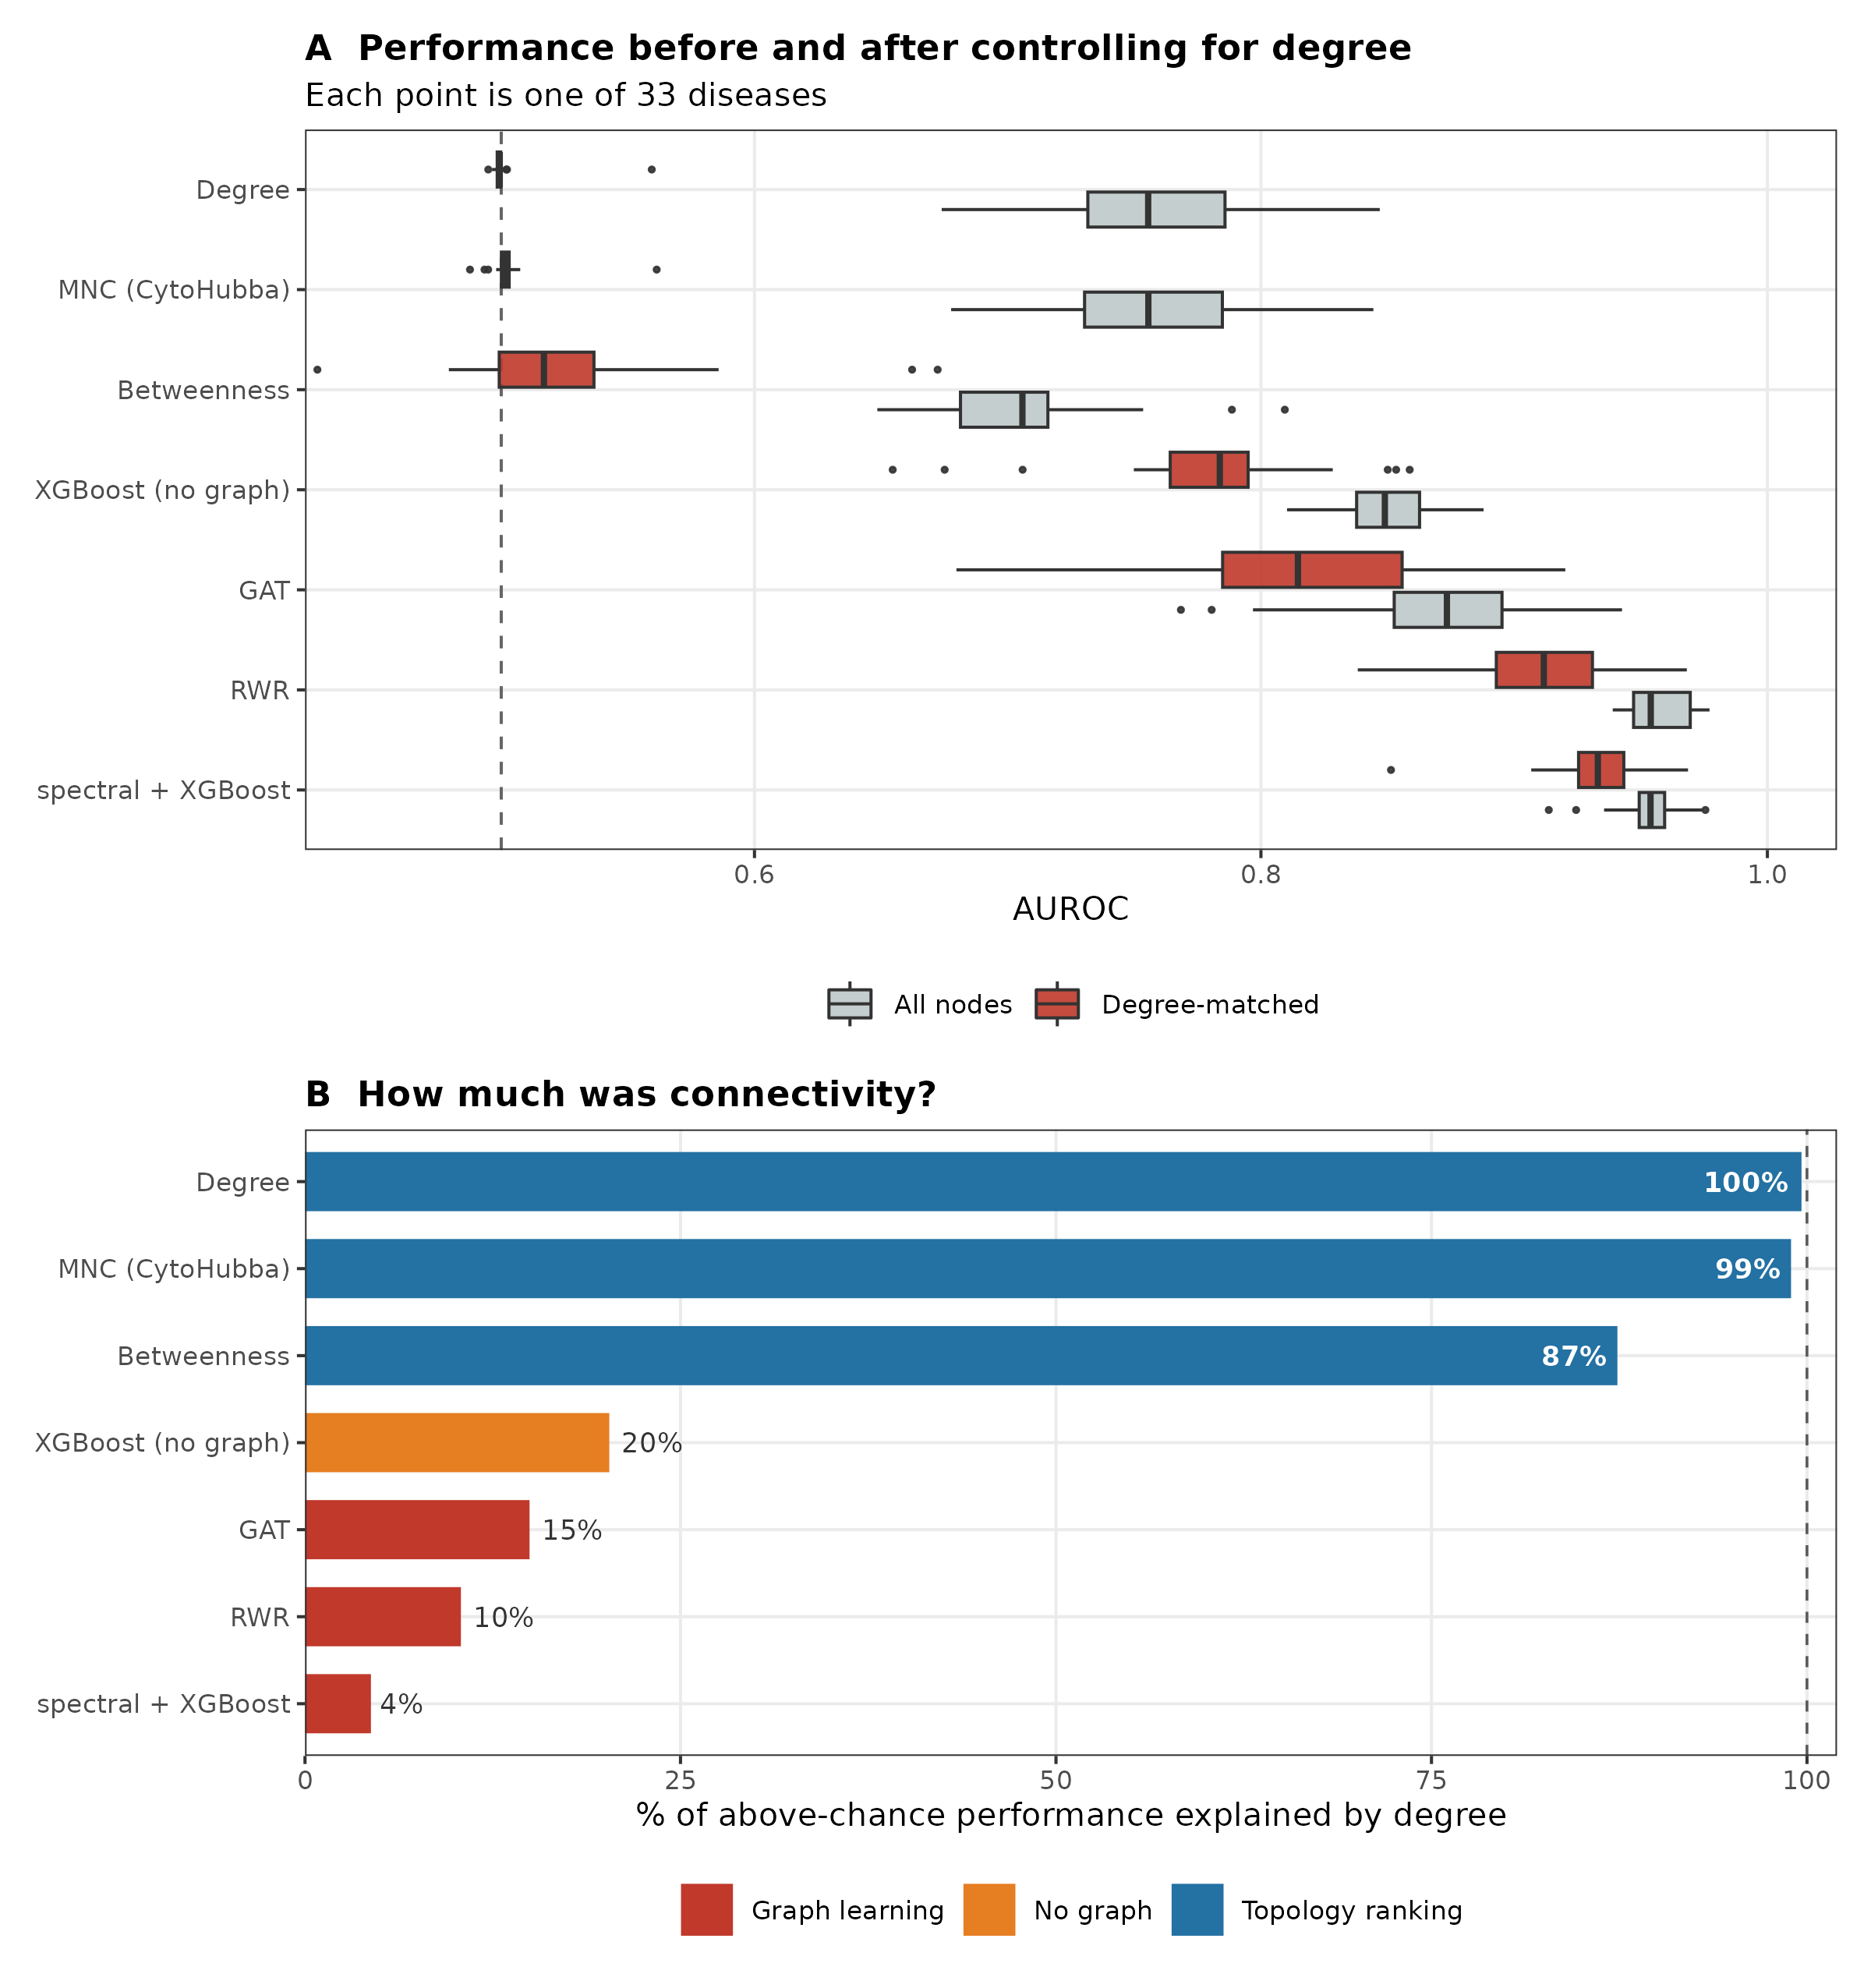 A Performance before and after controlling for degree
Each point is one of 33 diseases
Degree
MNC (CytoHubba)
Betweenness
XGBoost (no graph)
GAT
RWR
spectral + XGBoost
0.6 0.8 1.0
AUROC
All nodes Degree-matched
B How much was connectivity?
Degree 100%
MNC (CytoHubba) 99%
Betweenness 87%
XGBoost (no graph) 20%
GAT 15%
RWR 10%
spectral + XGBoost 4%
0 25 50 75 100
% of above-chance performance explained by degree
Graph learning No graph Topology ranking